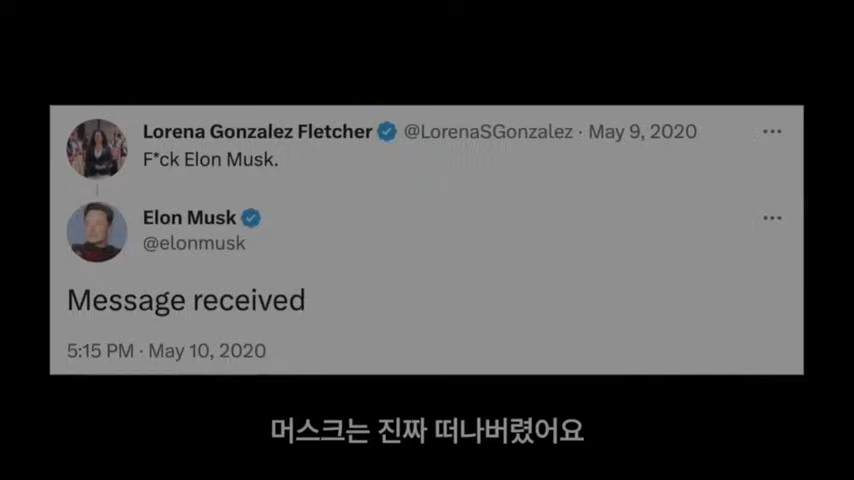 Lorena Gonzalez Fletcher @LorenaSGonzalez · May 9, 2020
F*ck Elon Musk.
Elon Musk
@elonmusk
Message received
5:15 PM · May 10, 2020
머스크는 진짜 떠나버렸어요